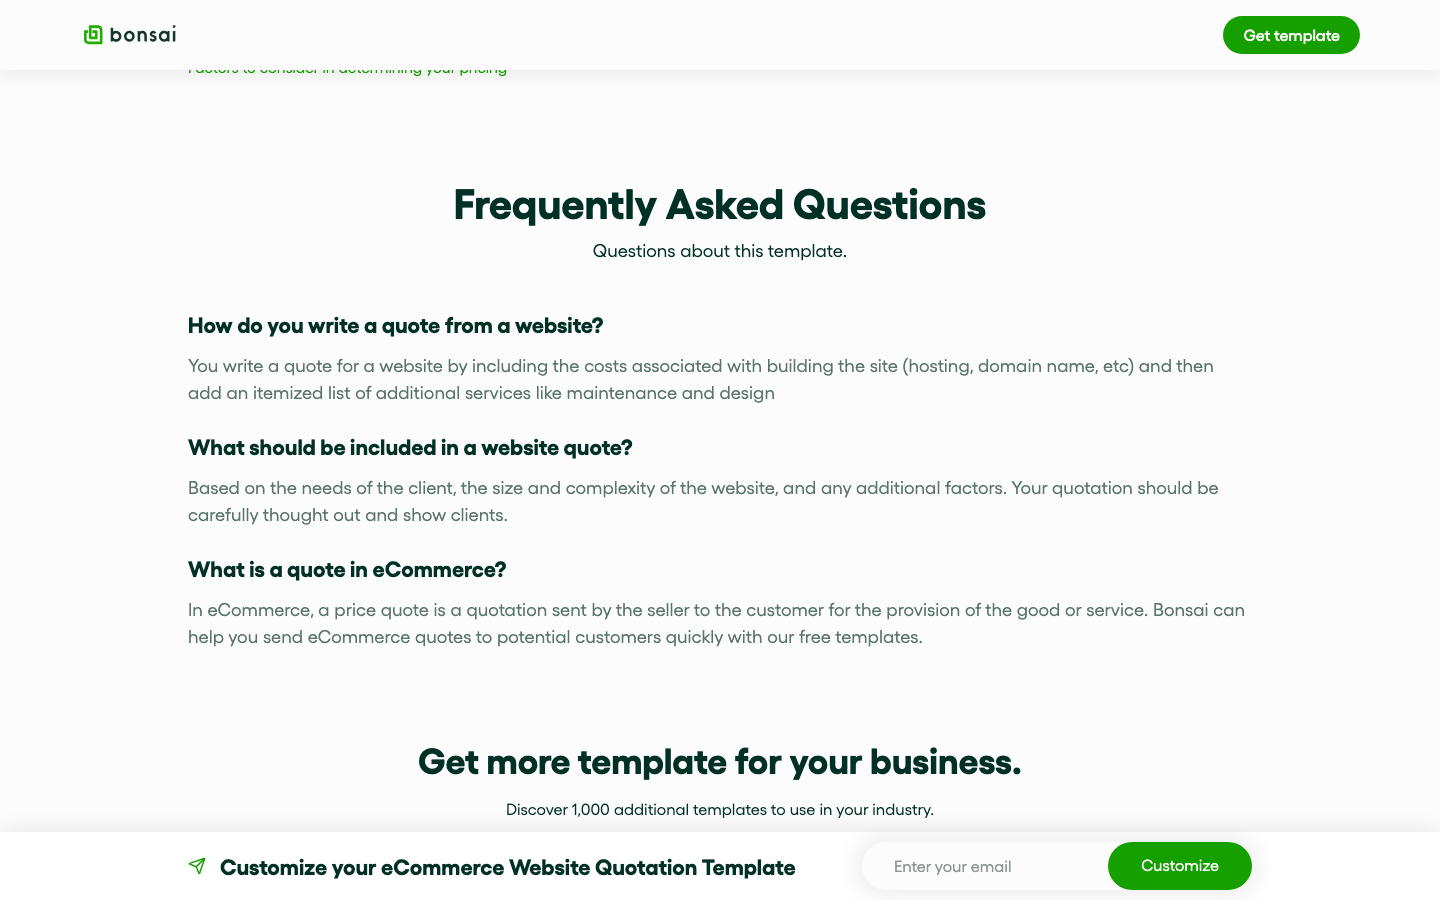 bonsai
Get template
Factors to consider in determining your pricing
Frequently Asked Questions
Questions about this template.
How do you write a quote from a website?
You write a quote for a website by including the costs associated with building the site (hosting, domain name, etc) and then
add an itemized list of additional services like maintenance and design
What should be included in a website quote?
Based on the needs of the client, the size and complexity of the website, and any additional factors. Your quotation should be
carefully thought out and show clients.
What is a quote in eCommerce?
In eCommerce, a price quote is a quotation sent by the seller to the customer for the provision of the good or service. Bonsai can
help you send eCommerce quotes to potential customers quickly with our free templates.
Get more template for your business.
Discover 1,000 additional templates to use in your industry.
Customize your eCommerce Website Quotation Template
Enter your email
Customize